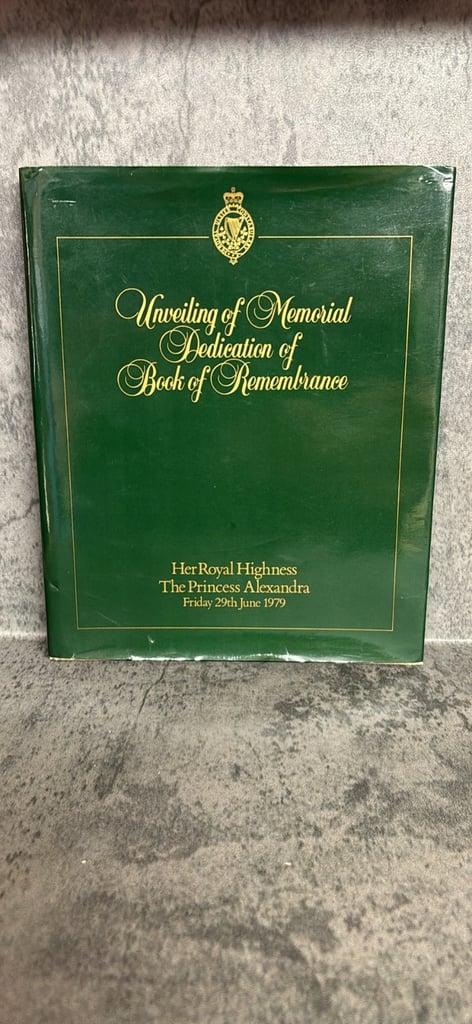 Unveiling of Memorial
Dedication of
Book of Remembrance
Her Royal Highness
The Princess Alexandra
Friday 29th June 1979